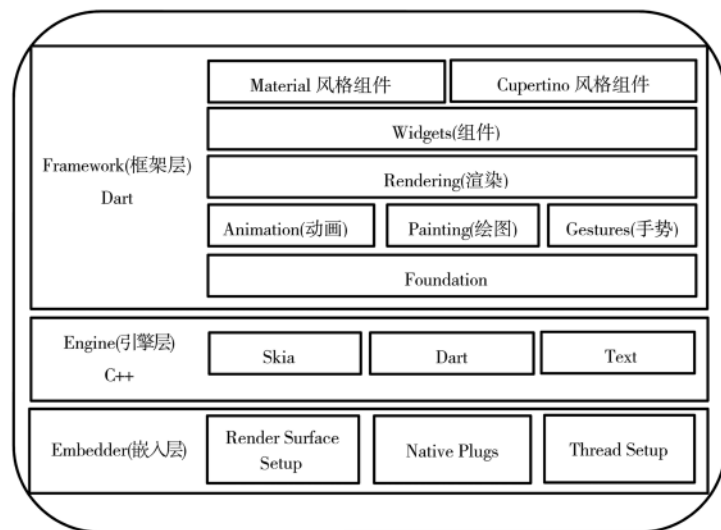 Material 风格组件
Cupertino 风格组件
Widgets(组件)
Framework(框架层)
Dart
Rendering(渲染)
Animation(动画)
Painting(绘图)
Gestures(手势)
Foundation
Engine(引擎层)
C++
Skia
Dart
Text
Embedder(嵌入层)
Render Surface
Setup
Native Plugs
Thread Setup